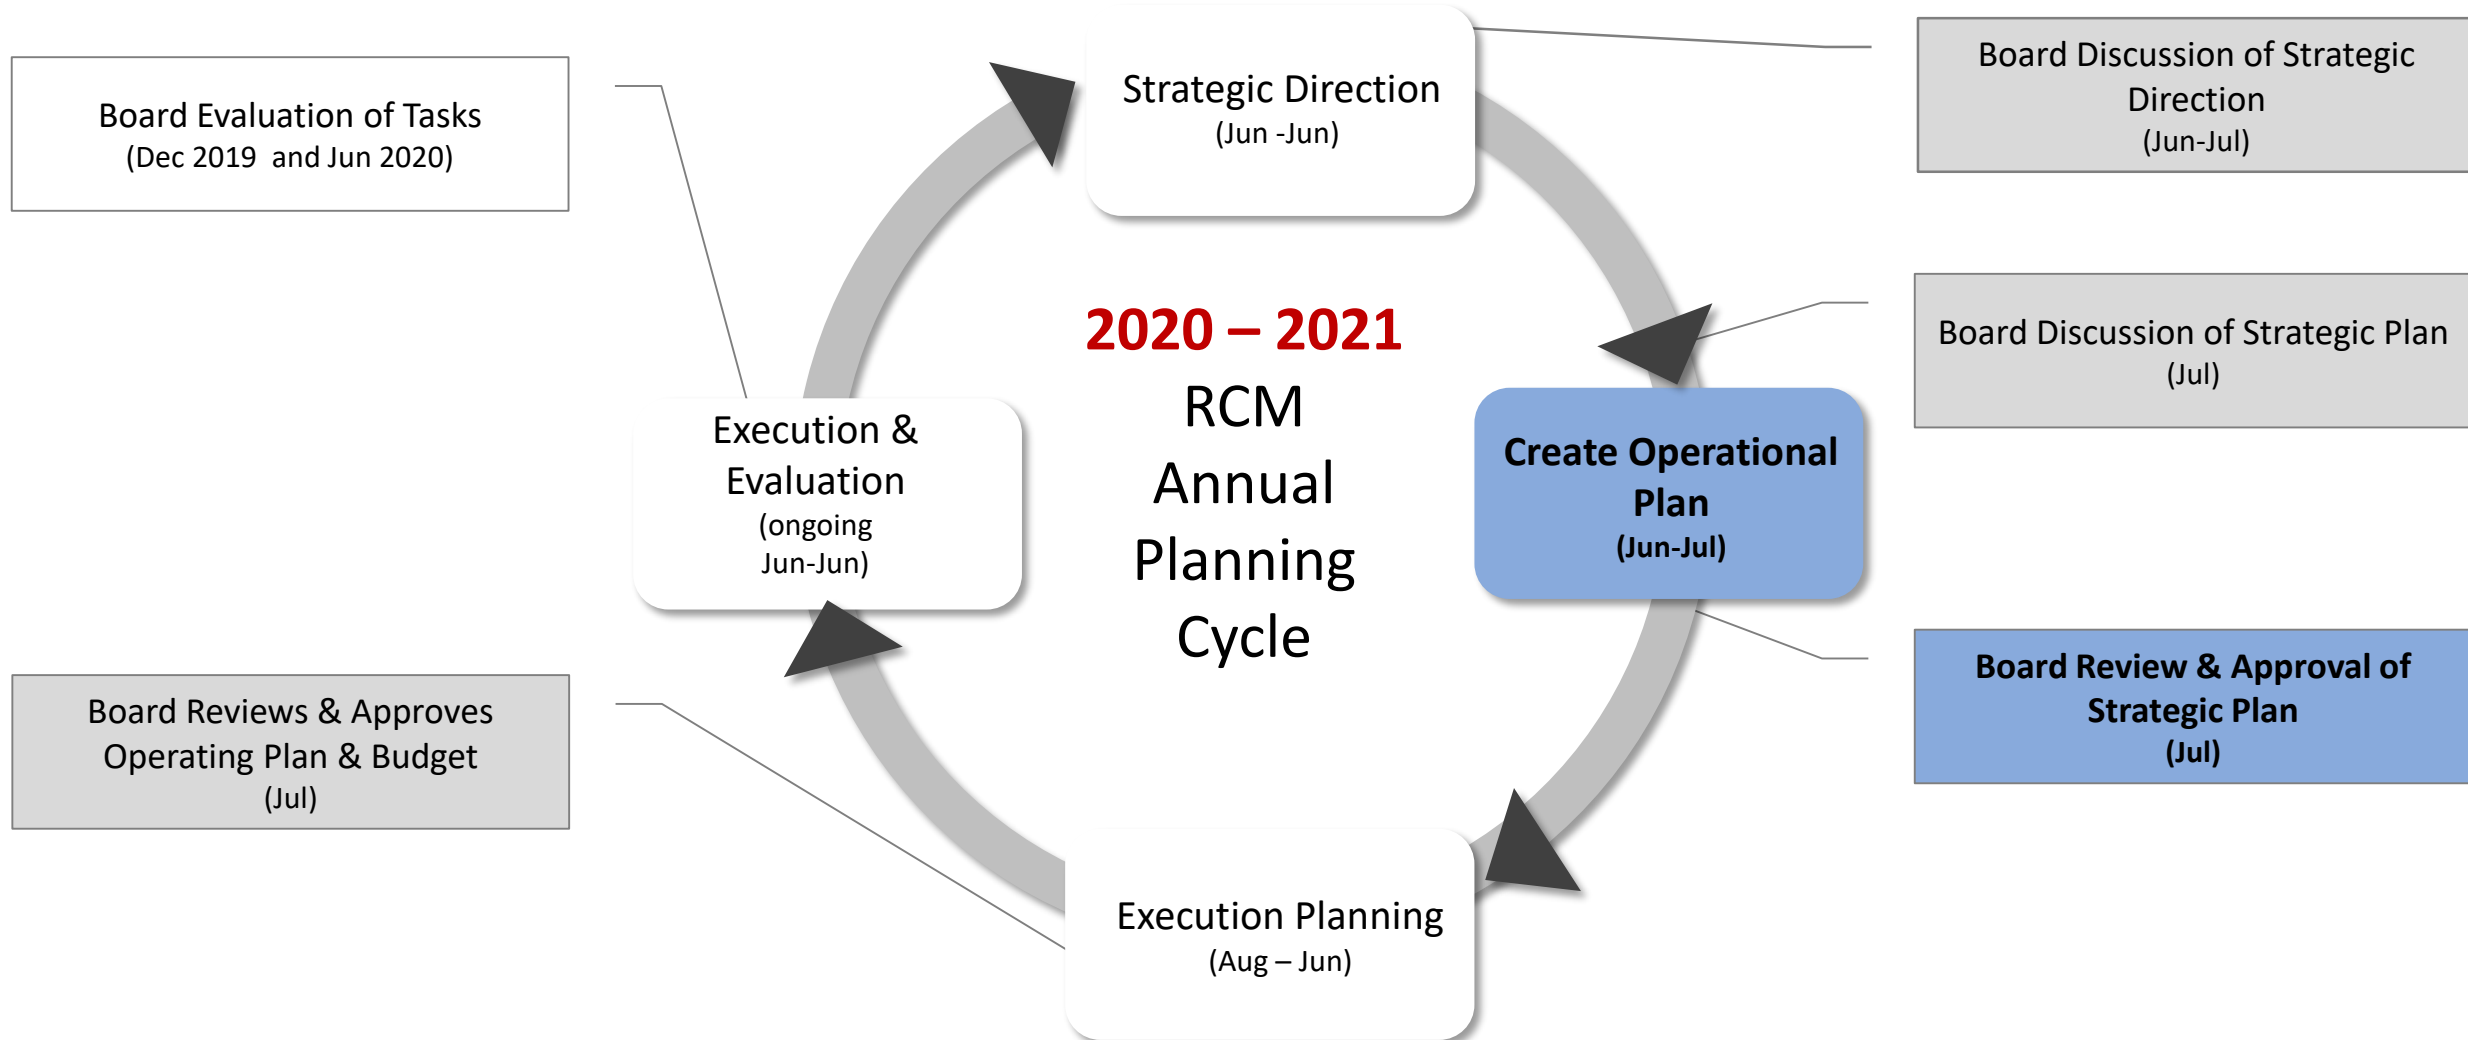 Strategic Direction
(Jun -Jun)
Board Discussion of Strategic
Direction
(Jun-Jul)
Board Evaluation of Tasks
(Dec 2019  and Jun 2020)
Board Discussion of Strategic Plan
(Jul)
2020 – 2021
RCM
Annual
Planning
Cycle
Execution &
Evaluation
(ongoing
Jun-Jun)
Create Operational
Plan
(Jun-Jul)
Board Review & Approval of
Strategic Plan
(Jul)
Board Reviews & Approves
Operating Plan & Budget
(Jul)
Execution Planning
(Aug – Jun)